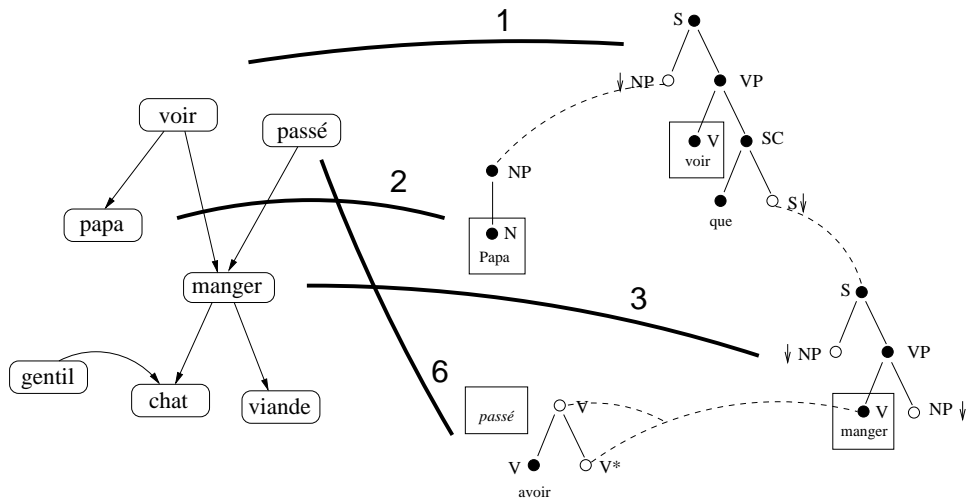 1
S
↓ NP
VP
voir
passé
V
SC
voir
2
NP
papa
que
S↓
N
Papa
manger
3
S
↓ NP
VP
gentil
6
chat
viande
passé
V
V
NP ↓
manger
V
V*
avoir